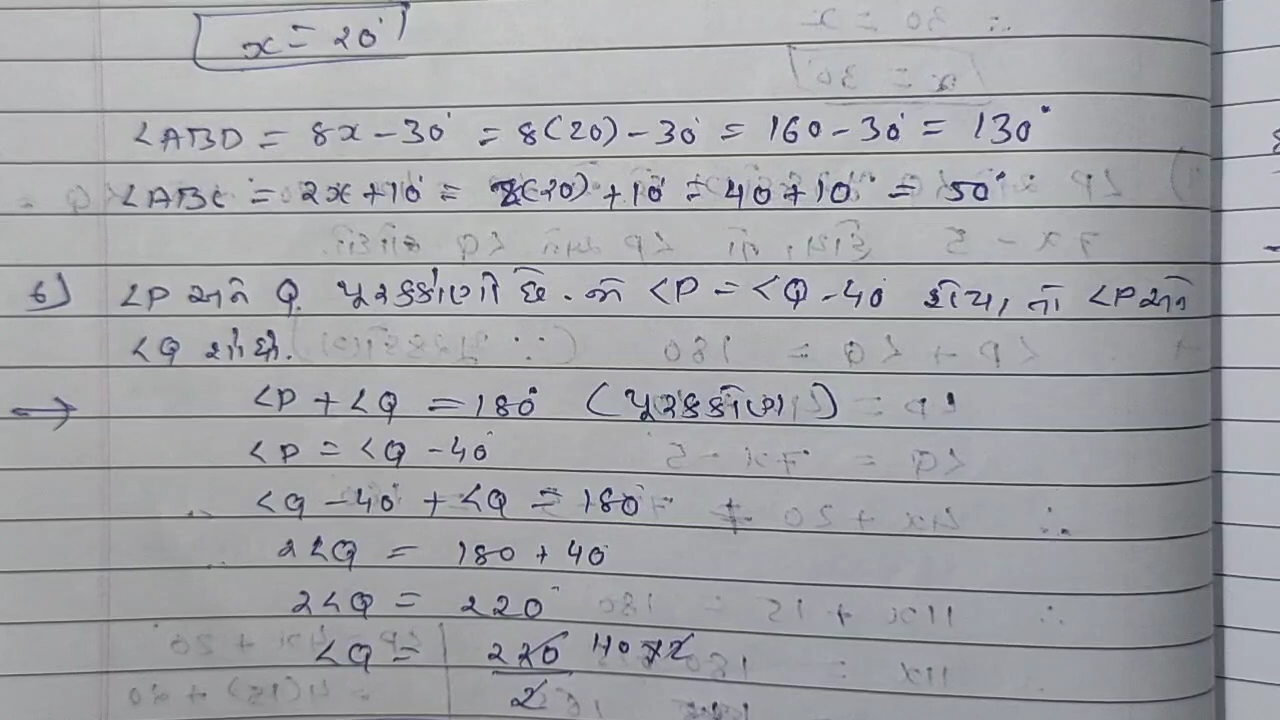 x = 20°
∠ABD = 8x - 30° = 8(20) - 30° = 160 - 30° = 130°
∠ABC = 2x + 10° = 2(20) + 10° = 40 + 10° = 50°
6) ∠P અને Q પૂરકકોણો છે. જો ∠P = ∠Q - 40° હોય, તો ∠P અને
∠Q શોધો.
→ ∠P + ∠Q = 180° (પૂરકકોણો)
∠P = ∠Q - 40°
∴ ∠Q - 40° + ∠Q = 180°
∴ 2∠Q = 180 + 40°
2∠Q = 220°
∠Q = 220° / 2 110